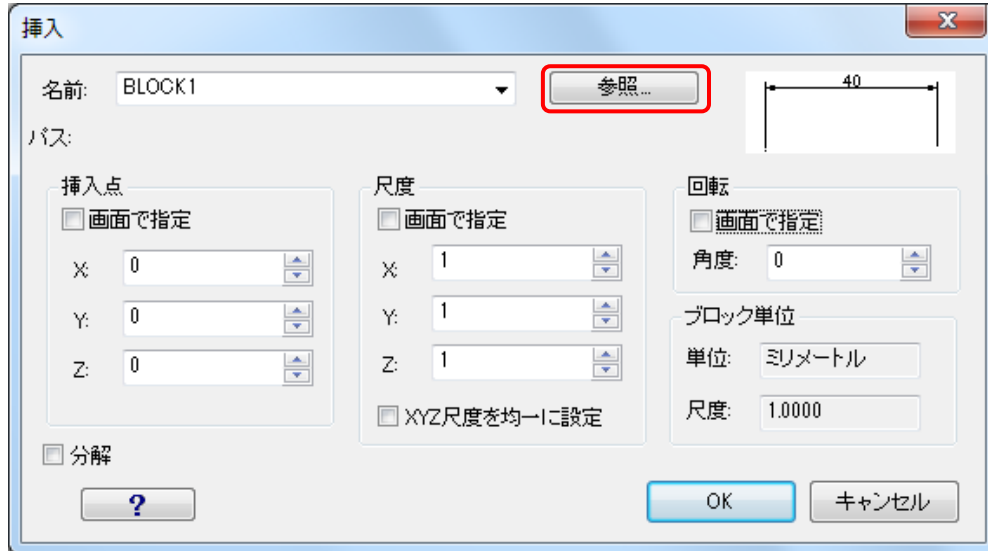 挿入
名前: BLOCK1 参照...
40
パス:
挿入点
画面で指定
X: 0
Y: 0
Z: 0
尺度
画面で指定
X: 1
Y: 1
Z: 1
XYZ尺度を均一に設定
回転
画面で指定
角度: 0
ブロック単位
単位: ミリメートル
尺度: 1.0000
分解
?
OK キャンセル